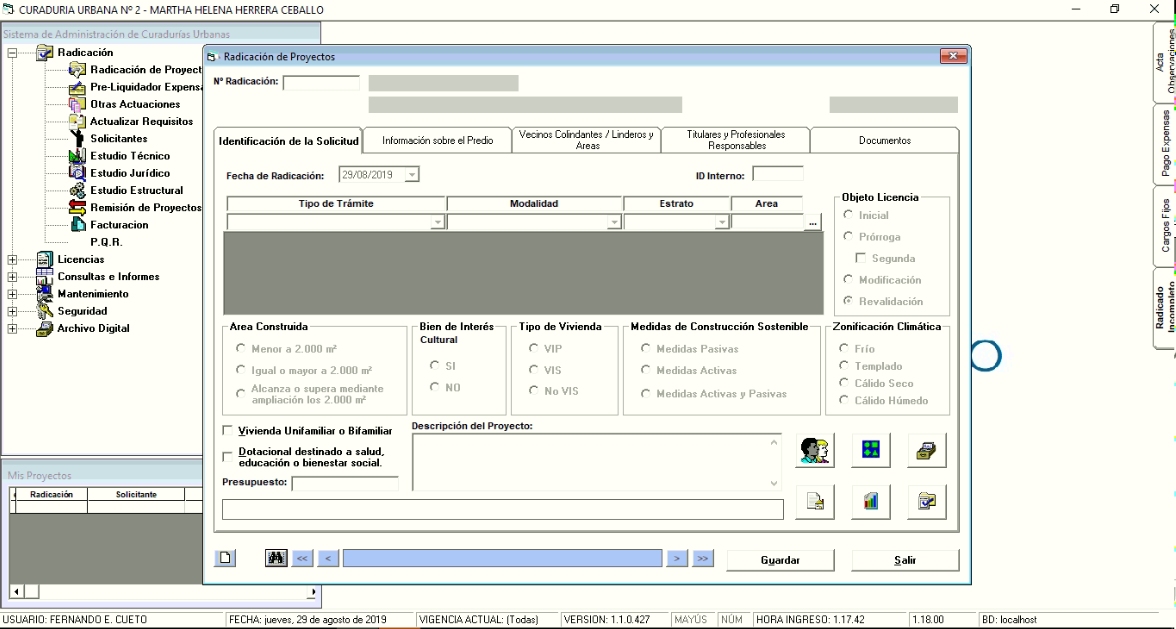 CURADURIA URBANA Nº 2 - MARTHA HELENA HERRERA CEBALLO
Sistema de Administración de Curadurías Urbanas
Radicación
Radicación de Proyect
Pre-Liquidador Expensa
Otras Actuaciones
Actualizar Requisitos
Solicitantes
Estudio Técnico
Estudio Jurídico
Estudio Estructural
Remisión de Proyectos
Facturacion
P.Q.R.
Licencias
Consultas e Informes
Mantenimiento
Seguridad
Archivo Digital
Mis Proyectos
Radicación Solicitante
Radicación de Proyectos
Nº Radicación:
Identificación de la Solicitud
Información sobre el Predio
Vecinos Colindantes / Linderos y
Areas
Titulares y Profesionales
Responsables
Documentos
Fecha de Radicación: 29/08/2019
ID Interno:
Tipo de Trámite Modalidad Estrato Area
...
Objeto Licencia
Inicial
Prórroga
Segunda
Modificación
Revalidación
Area Construida
Menor a 2.000 m²
Igual o mayor a 2.000 m²
Alcanza o supera mediante
ampliación los 2.000 m²
Bien de Interés
Cultural
SI
NO
Tipo de Vivienda
VIP
VIS
No VIS
Medidas de Construcción Sostenible
Medidas Pasivas
Medidas Activas
Medidas Activas y Pasivas
Zonificación Climática
Frío
Templado
Cálido Seco
Cálido Húmedo
Vivienda Unifamiliar o Bifamiliar
Dotacional destinado a salud,
educación o bienestar social.
Presupuesto:
Descripción del Proyecto:
<< < > >>
Guardar
Salir
Acta
Observaciones
Pago Expensas
Cargos Fijos
Radicado
Incompleto
USUARIO: FERNANDO E. CUETO FECHA: jueves, 29 de agosto de 2019 VIGENCIA ACTUAL: (Todas) VERSION: 1.1.0.427 MAYÚS NÚM HORA INGRESO: 1.17.42 1.18.00 BD: localhost